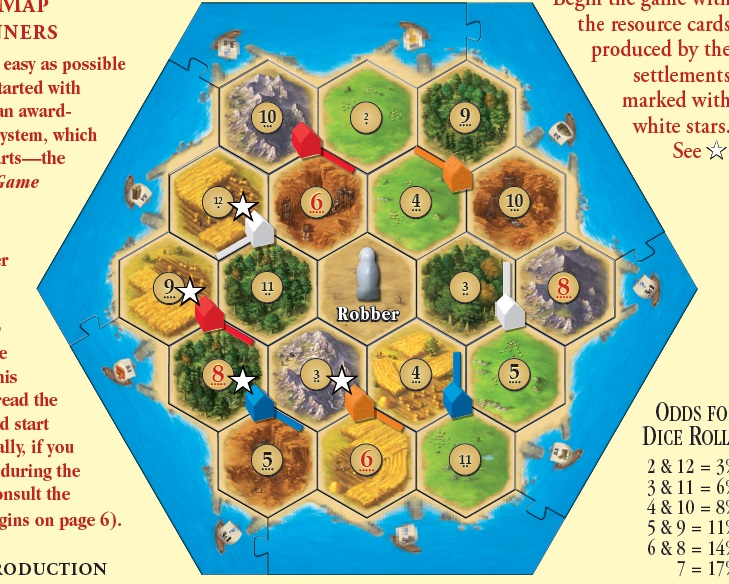 MAP
NNERS
easy as possible
tarted with
an award-
ystem, which
arts—the
Game
er
e
his
read the
d start
ally, if you
during the
onsult the
gins on page 6).
RODUCTION
Begin the game with
the resource cards
produced by the
settlements
marked with
white stars.
See
10
2
9
12
6
4
10
9
11
Robber
3
8
8
3
4
5
5
6
11
ODDS FO
DICE ROLL
2 & 12 = 3%
3 & 11 = 6%
4 & 10 = 8%
5 & 9 = 11%
6 & 8 = 14%
7 = 17%